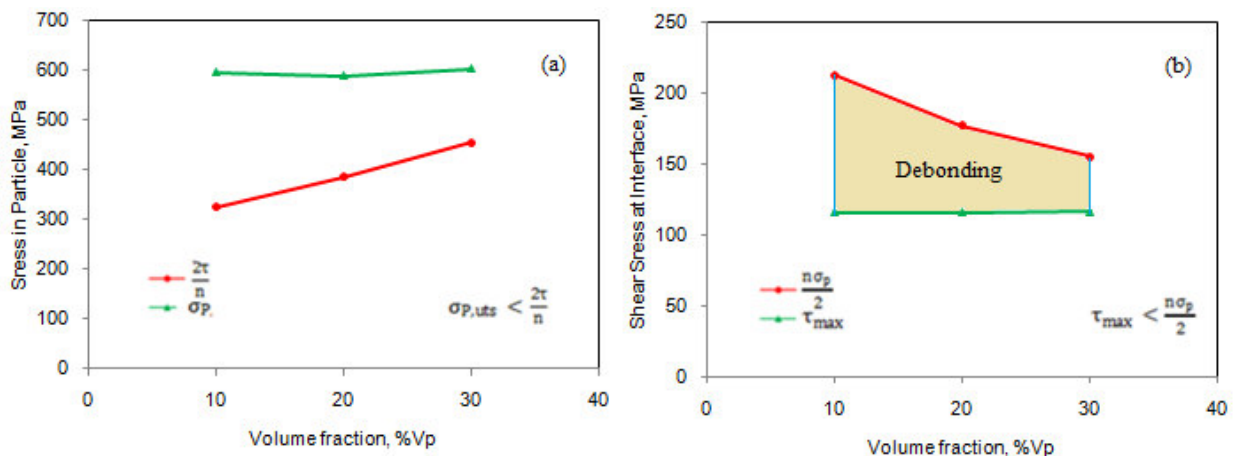 700
600
500
400
300
200
100
0
0 10 20 30 40
Sress in Particle, MPa
Volume fraction, %Vp
(a)
2τ/n
σP,
σP,uts < 2τ/n
250
200
150
100
50
0
0 10 20 30 40
Shear Sress at Interface, MPa
Volume fraction, %Vp
(b)
Debonding
nσp/2
τmax
τmax < nσp/2